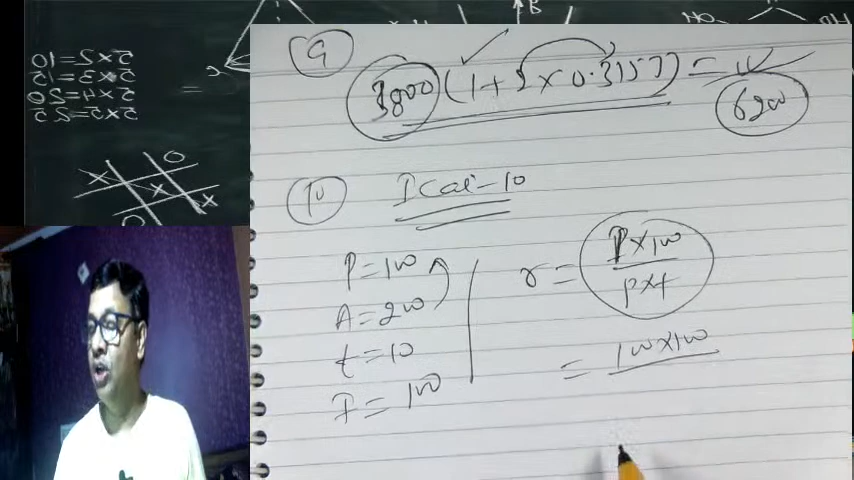 5×2=10
5×3=15
5×4=20
5×5=25
B
9
3800 (1 + 2 × 0.3157) =
6200
10 Ical-10
P = 100
A = 200
t = 10
I = 100
r = P×100
P×t
= 100×100